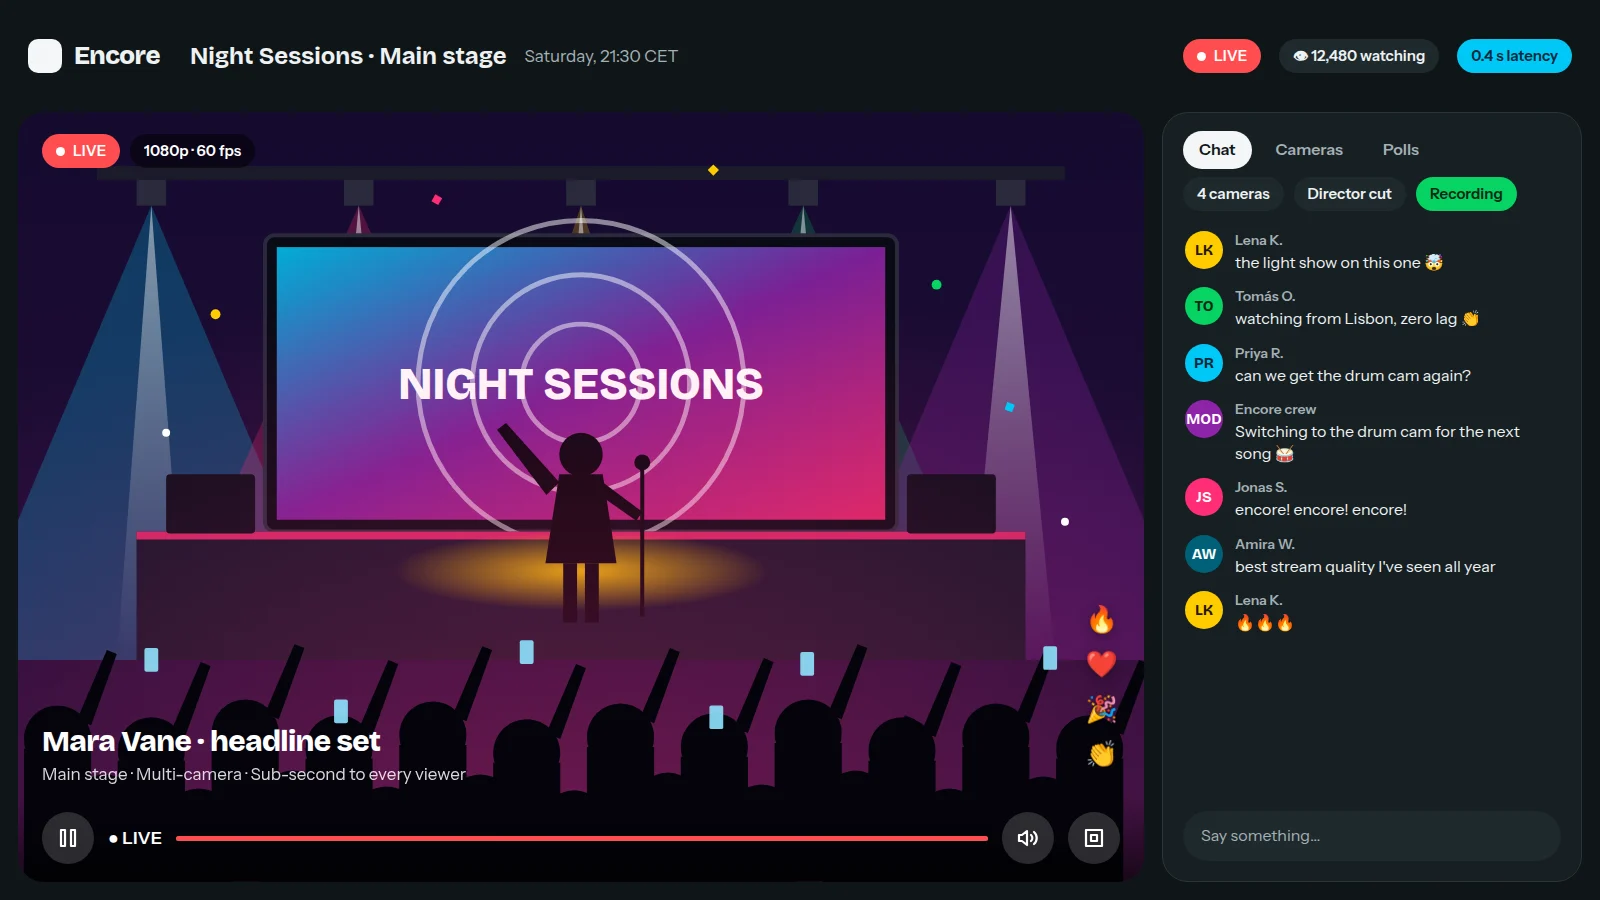 Encore
Night Sessions · Main stage
Saturday, 21:30 CET
● LIVE
👁 12,480 watching
0.4 s latency
● LIVE
1080p · 60 fps
NIGHT SESSIONS
🔥
❤️
🎉
👏
Mara Vane · headline set
Main stage · Multi-camera · Sub-second to every viewer
● LIVE
Chat
Cameras
Polls
4 cameras
Director cut
Recording
LK
Lena K.
the light show on this one 🤯
TO
Tomás O.
watching from Lisbon, zero lag 👏
PR
Priya R.
can we get the drum cam again?
MOD
Encore crew
Switching to the drum cam for the next
song 🥁
JS
Jonas S.
encore! encore! encore!
AW
Amira W.
best stream quality I've seen all year
LK
Lena K.
🔥🔥🔥
Say something...